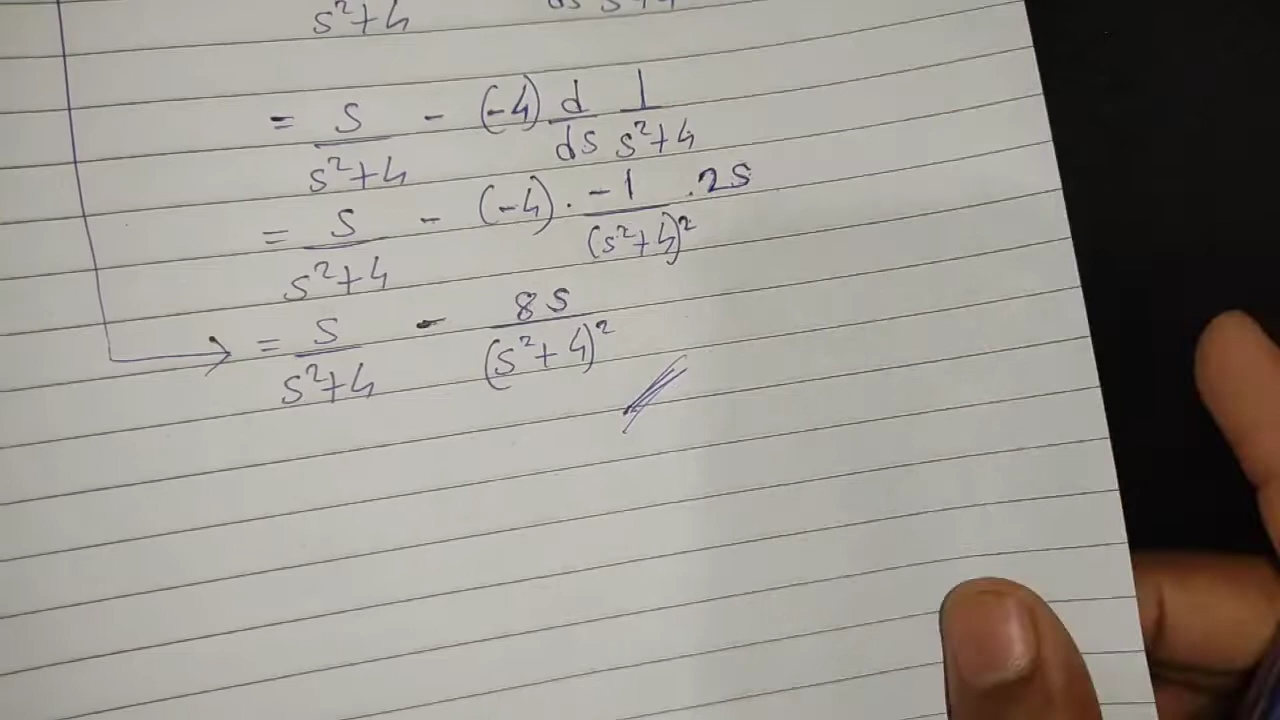 s²+4
= s/(s²+4) - (-4) d/ds 1/(s²+4)
= s/(s²+4) - (-4) · -1/(s²+4)² . 2s
→ = s/(s²+4) - 8s/(s²+4)²